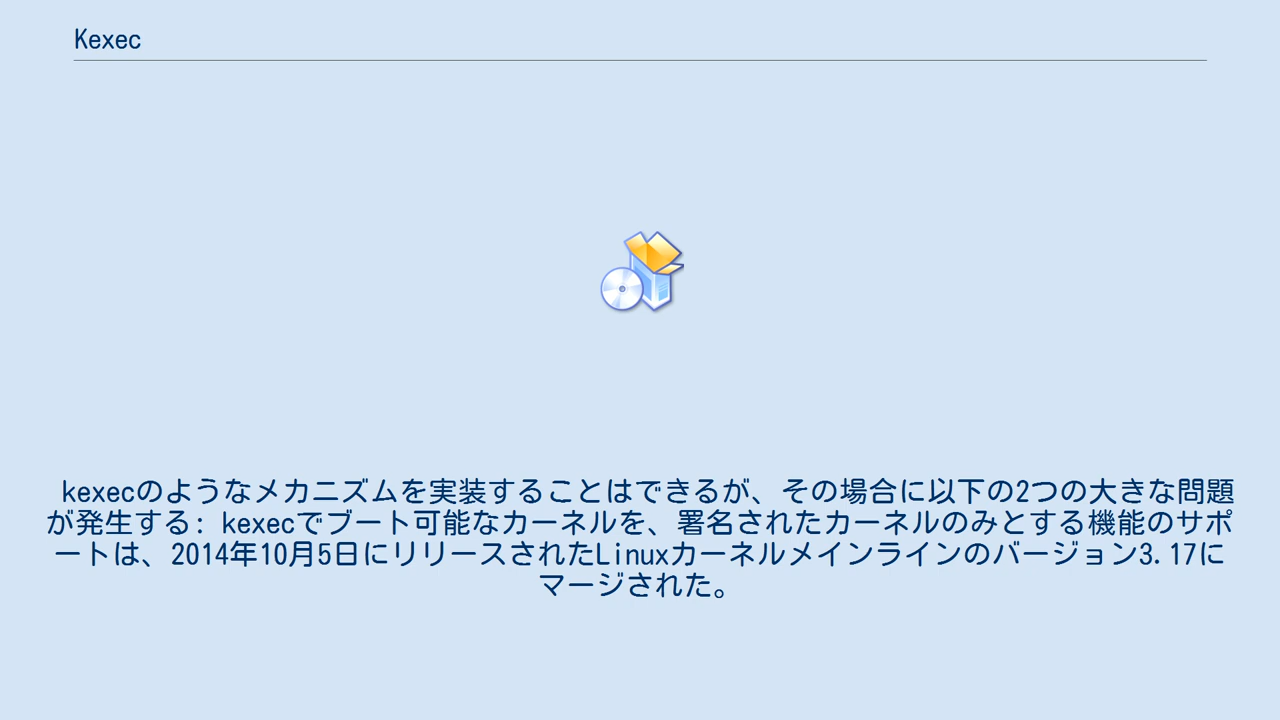 Kexec
kexecのようなメカニズムを実装することはできるが、その場合に以下の2つの大きな問題
が発生する: kexecでブート可能なカーネルを、署名されたカーネルのみとする機能のサポ
ートは、2014年10月5日にリリースされたLinuxカーネルメインラインのバージョン3.17に
マージされた。